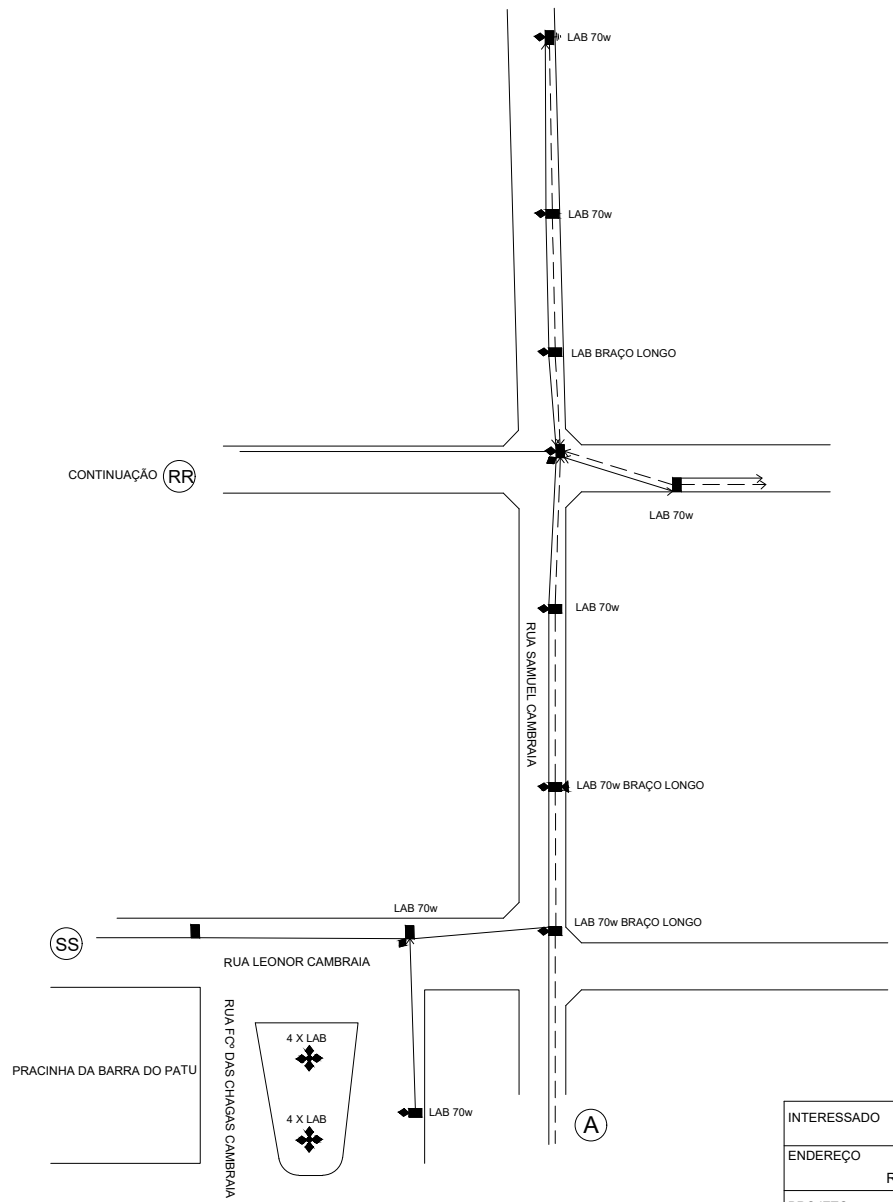 LAB 70w
LAB 70w
LAB BRAÇO LONGO
CONTINUAÇÃO RR
LAB 70w
LAB 70w
RUA SAMUEL CAMBRAIA
LAB 70w BRAÇO LONGO
LAB 70w
LAB 70w BRAÇO LONGO
SS
RUA LEONOR CAMBRAIA
RUA FCº DAS CHAGAS CAMBRAIA
4 X LAB
PRACINHA DA BARRA DO PATU
LAB 70w
4 X LAB
A
INTERESSADO
ENDEREÇO
R